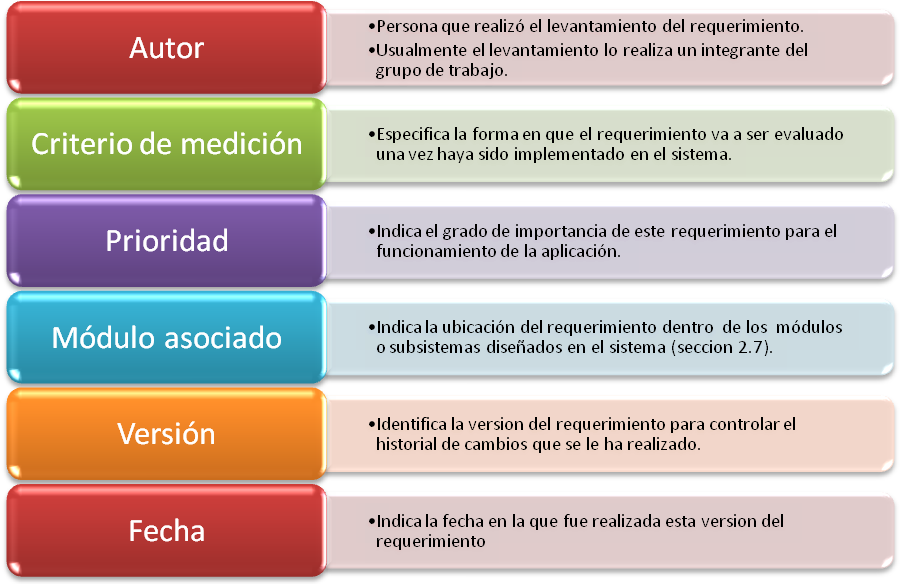 Autor
•Persona que realizó el levantamiento del requerimiento.
•Usualmente el levantamiento lo realiza un integrante del
grupo de trabajo.
Criterio de medición
•Especifica la forma en que el requerimiento va a ser evaluado
una vez haya sido implementado en el sistema.
Prioridad
•Indica el grado de importancia de este requerimiento para el
funcionamiento de la aplicación.
Módulo asociado
•Indica la ubicación del requerimiento dentro de los módulos
o subsistemas diseñados en el sistema (seccion 2.7).
Versión
•Identifica la version del requerimiento para controlar el
historial de cambios que se le ha realizado.
Fecha
•Indica la fecha en la que fue realizada esta version del
requerimiento